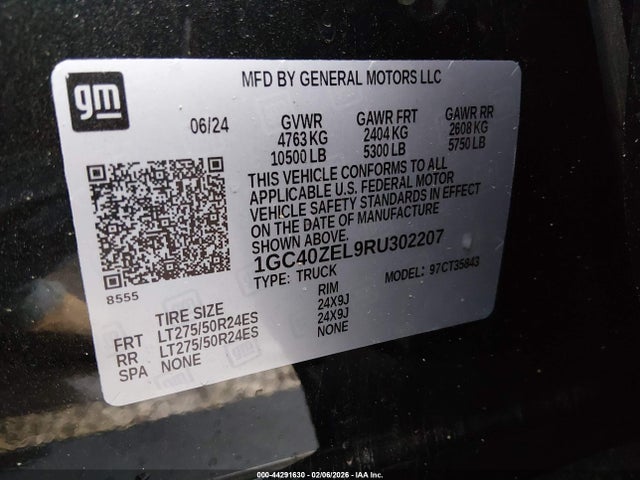 gm
MFD BY GENERAL MOTORS LLC
06/24 GVWR GAWR FRT GAWR RR
4763 KG 2404 KG 2608 KG
10500 LB 5300 LB 5750 LB
THIS VEHICLE CONFORMS TO ALL
APPLICABLE U.S. FEDERAL MOTOR
VEHICLE SAFETY STANDARDS IN EFFECT
ON THE DATE OF MANUFACTURE
SHOWN ABOVE.
1GC40ZEL9RU302207
TYPE: TRUCK MODEL: 97CT35843
8555
TIRE SIZE RIM
FRT LT275/50R24ES 24X9J
RR LT275/50R24ES 24X9J
SPA NONE NONE
000-44291630 - 02/06/2026 - IAA Inc.